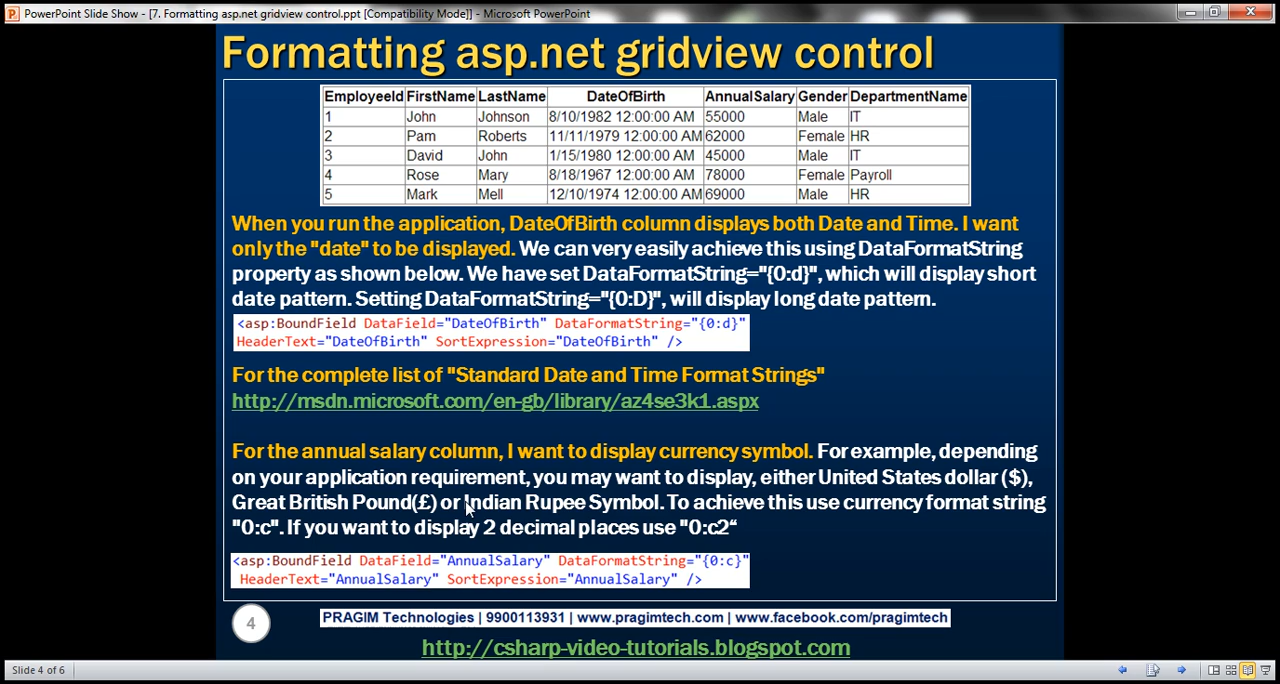 PowerPoint Slide Show - [7. Formatting asp.net gridview control.ppt [Compatibility Mode]] - Microsoft PowerPoint
Formatting asp.net gridview control
EmployeeId FirstName LastName DateOfBirth AnnualSalary Gender DepartmentName
1 John Johnson 8/10/1982 12:00:00 AM 55000 Male IT
2 Pam Roberts 11/11/1979 12:00:00 AM 62000 Female HR
3 David John 1/15/1980 12:00:00 AM 45000 Male IT
4 Rose Mary 8/18/1967 12:00:00 AM 78000 Female Payroll
5 Mark Mell 12/10/1974 12:00:00 AM 69000 Male HR
When you run the application, DateOfBirth column displays both Date and Time. I want
only the "date" to be displayed. We can very easily achieve this using DataFormatString
property as shown below. We have set DataFormatString="{0:d}", which will display short
date pattern. Setting DataFormatString="{0:D}", will display long date pattern.
<asp:BoundField DataField="DateOfBirth" DataFormatString="{0:d}"
HeaderText="DateOfBirth" SortExpression="DateOfBirth" />
For the complete list of "Standard Date and Time Format Strings"
http://msdn.microsoft.com/en-gb/library/az4se3k1.aspx
For the annual salary column, I want to display currency symbol. For example, depending
on your application requirement, you may want to display, either United States dollar ($),
Great British Pound(£) or Indian Rupee Symbol. To achieve this use currency format string
"0:c". If you want to display 2 decimal places use "0:c2“
<asp:BoundField DataField="AnnualSalary" DataFormatString="{0:c}"
HeaderText="AnnualSalary" SortExpression="AnnualSalary" />
4
PRAGIM Technologies | 9900113931 | www.pragimtech.com | www.facebook.com/pragimtech
http://csharp-video-tutorials.blogspot.com
Slide 4 of 6